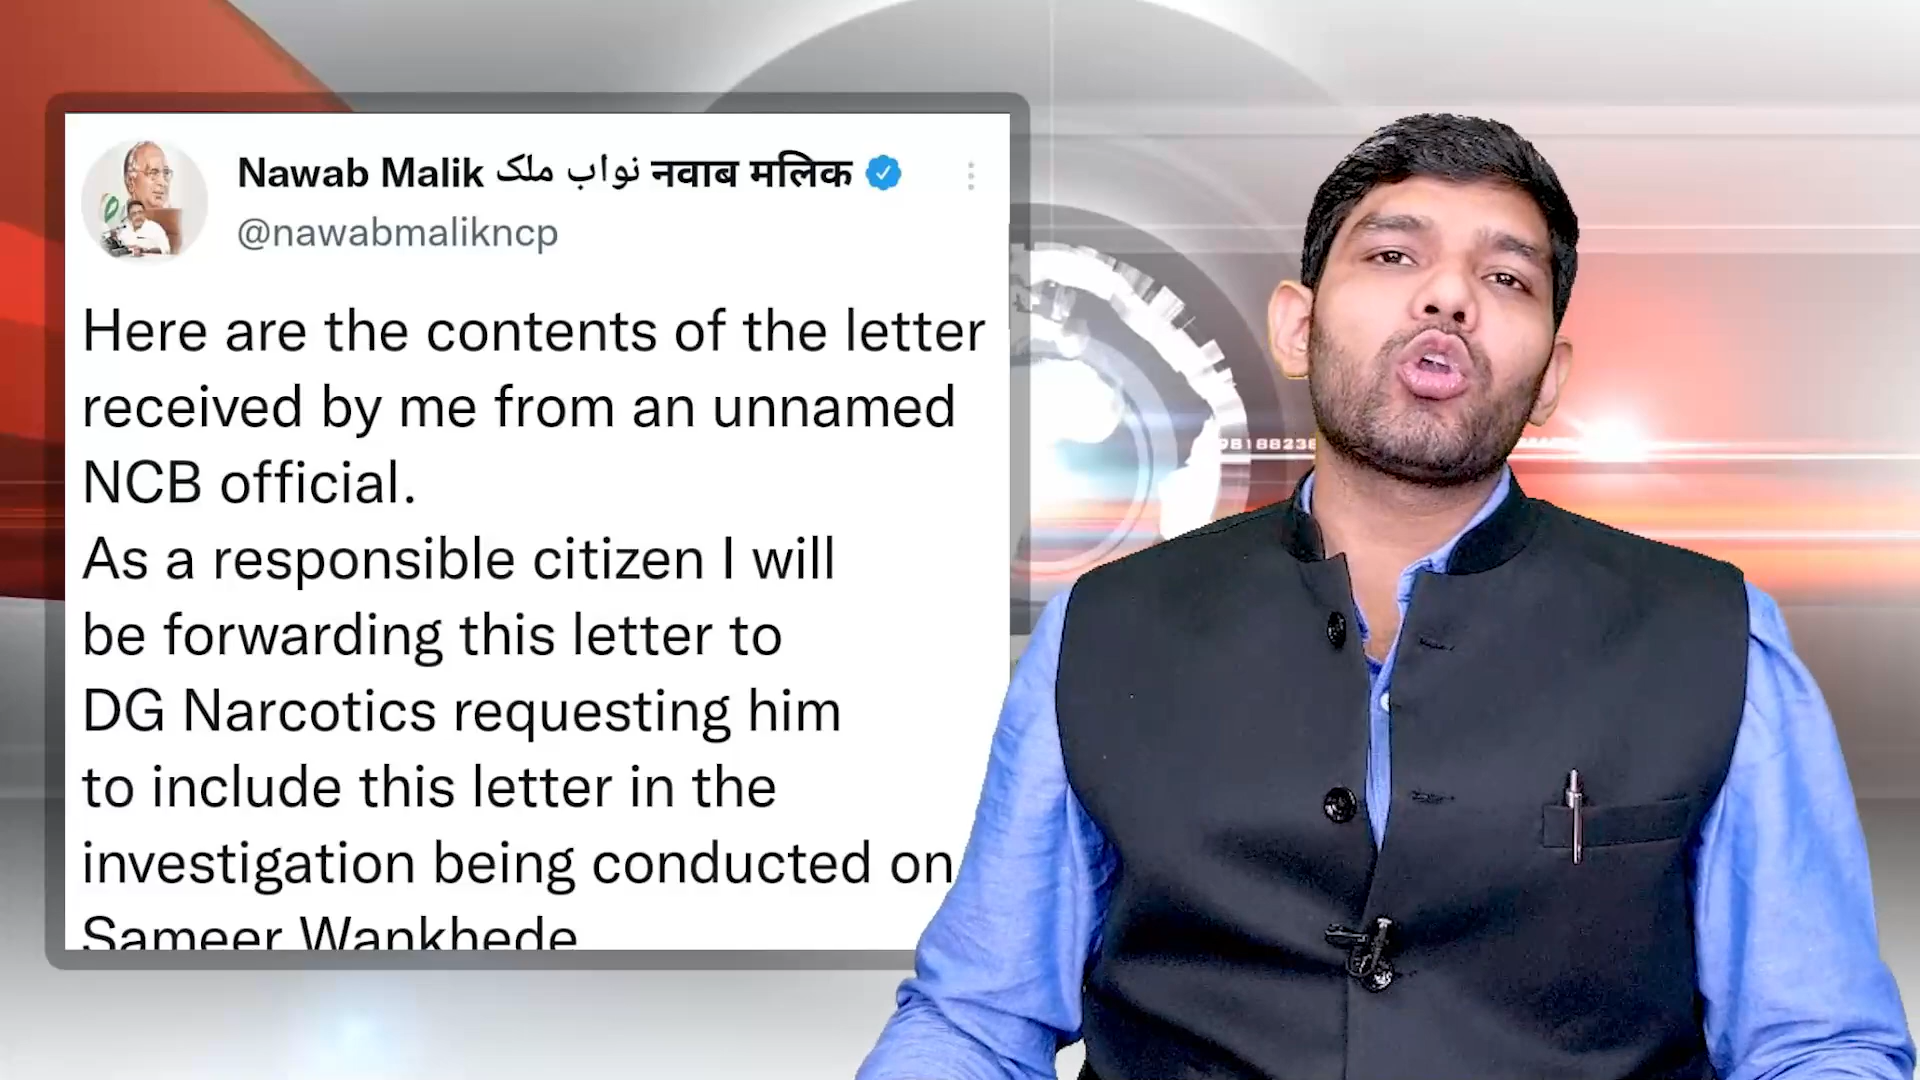 Nawab Malik نواب ملک नवाब मलिक
@nawabmalikncp
Here are the contents of the letter
received by me from an unnamed
NCB official.
As a responsible citizen I will
be forwarding this letter to
DG Narcotics requesting him
to include this letter in the
investigation being conducted on
Sameer Wankhede